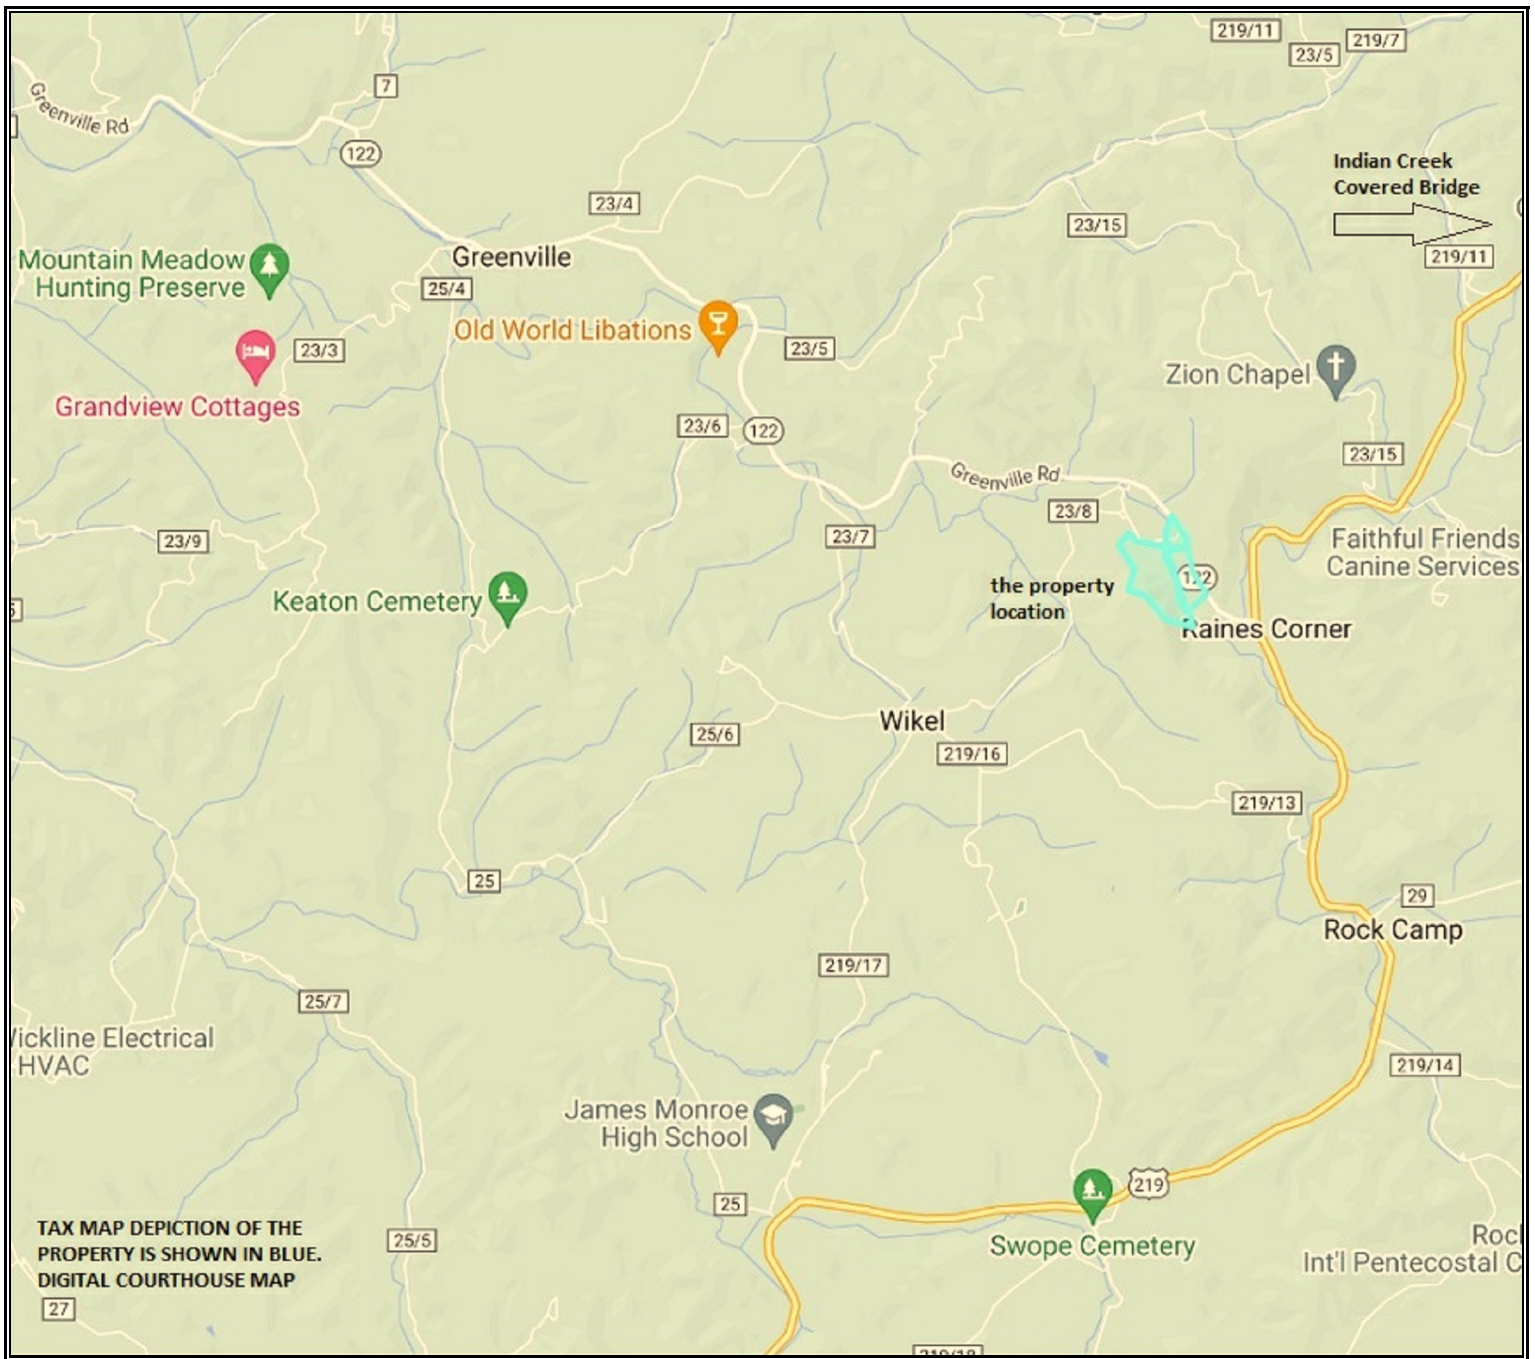 219/11
219/7
23/5
7
Greenville Rd
122
Indian Creek
Covered Bridge
23/4
23/15
219/11
Greenville
Mountain Meadow
Hunting Preserve
25/4
Old World Libations
23/3
23/5
Zion Chapel
Grandview Cottages
23/6
122
23/15
Greenville Rd
23/8
23/9
23/7
Faithful Friends
Canine Services
the property
location
122
Keaton Cemetery
Raines Corner
Wikel
25/6
219/16
219/13
25
29
Rock Camp
219/17
25/7
ickline Electrical
HVAC
219/14
James Monroe
High School
219
25
TAX MAP DEPICTION OF THE
PROPERTY IS SHOWN IN BLUE.
DIGITAL COURTHOUSE MAP
25/5
Swope Cemetery
Roc
Int'l Pentecostal C
27